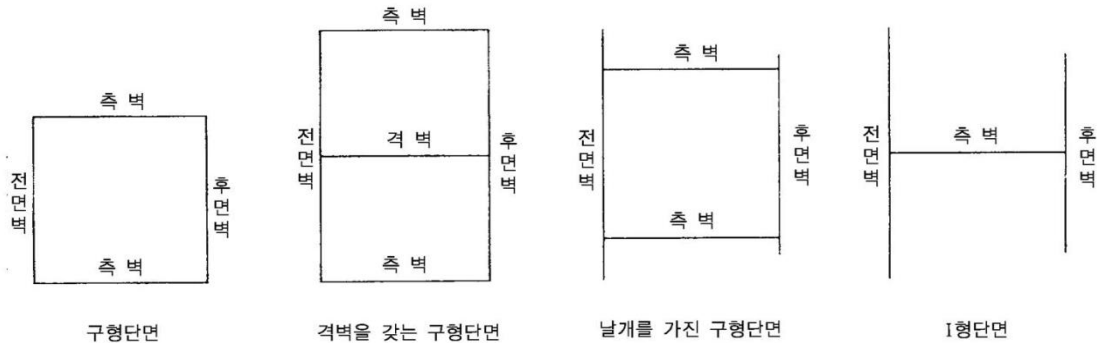 측 벽
전면벽
후면벽
측 벽
구형단면
측 벽
전면벽
격 벽
후면벽
측 벽
격벽을 갖는 구형단면
측 벽
전면벽
후면벽
측 벽
날개를 가진 구형단면
전면벽
측 벽
후면벽
I형단면